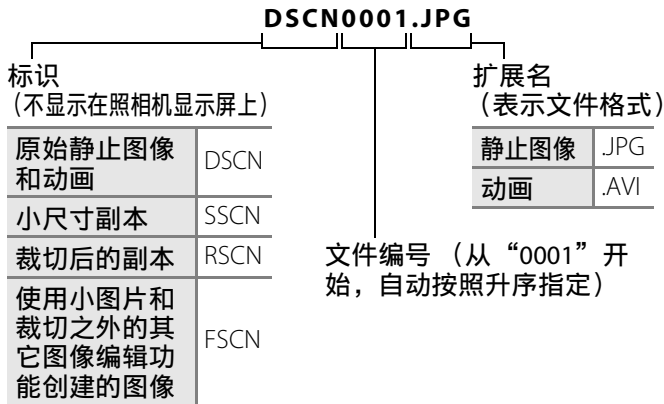 DSCN0001.JPG
标识
（不显示在照相机显示屏上）
原始静止图像
和动画
DSCN
小尺寸副本
SSCN
裁切后的副本
RSCN
使用小图片和
裁切之外的其
它图像编辑功
能创建的图像
FSCN
扩展名
（表示文件格式）
静止图像
.JPG
动画
.AVI
文件编号 （从“0001”开
始，自动按照升序指定）